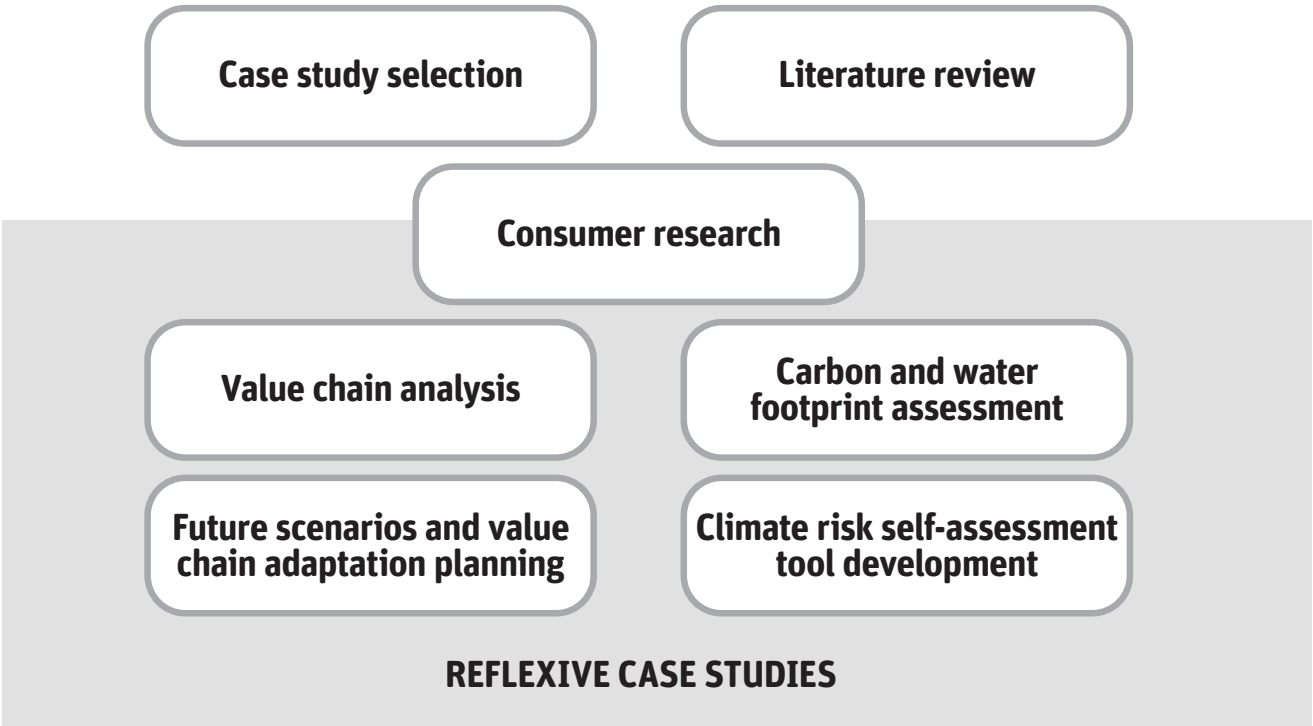 Case study selection
Literature review
Consumer research
Value chain analysis
Carbon and water
footprint assessment
Future scenarios and value
chain adaptation planning
Climate risk self-assessment
tool development
REFLEXIVE CASE STUDIES